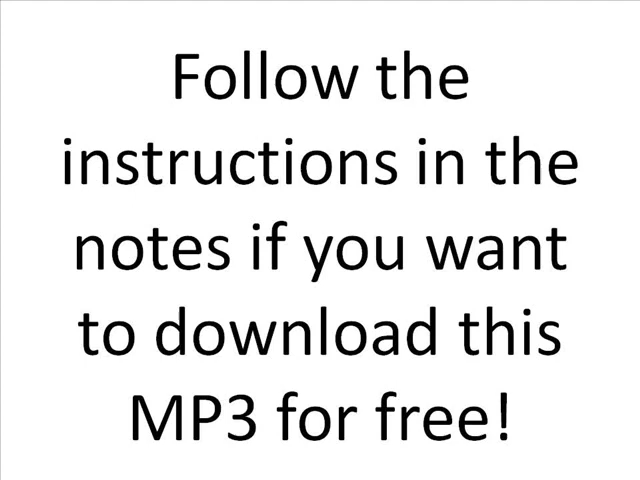 Follow the
instructions in the
notes if you want
to download this
MP3 for free!